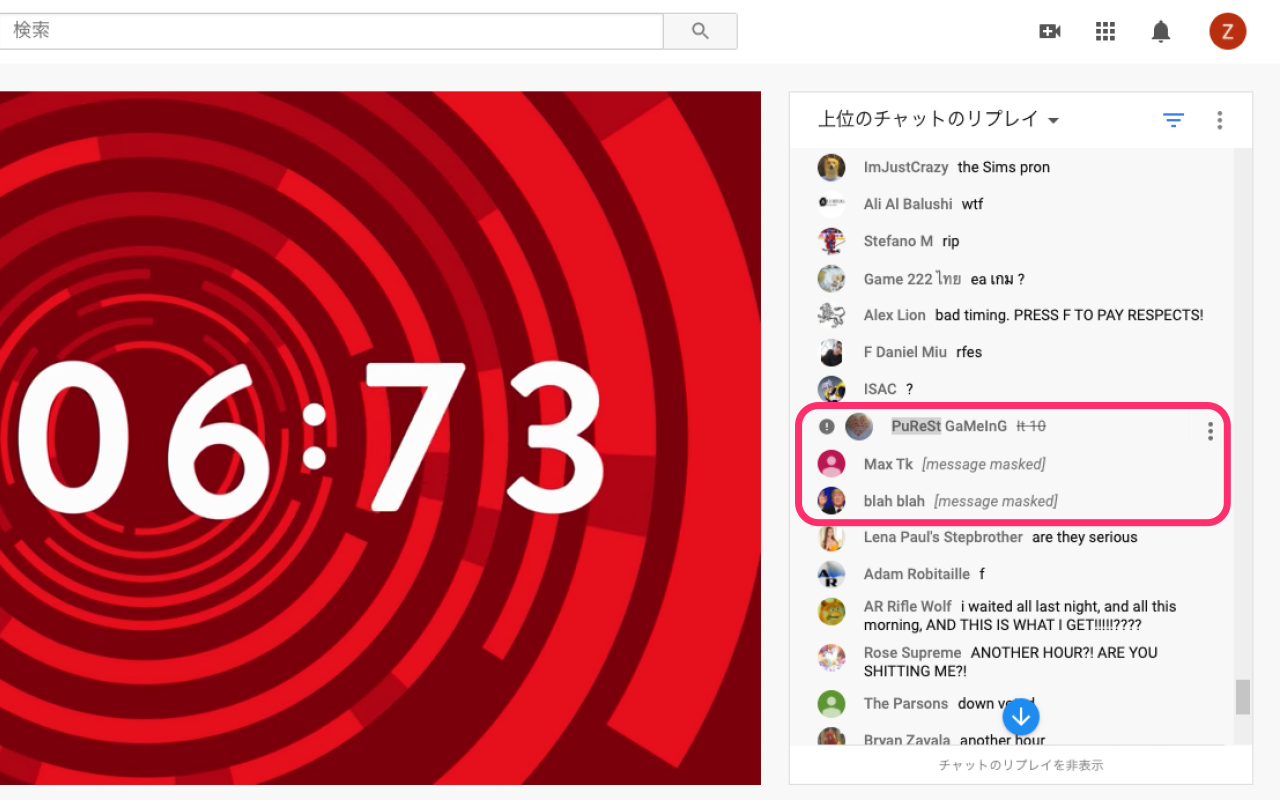 検索
Z
06:73
上位のチャットのリプレイ
ImJustCrazy the Sims pron
Ali Al Balushi wtf
Stefano M rip
Game 222 ไทย ea เกม ?
Alex Lion bad timing. PRESS F TO PAY RESPECTS!
F Daniel Miu rfes
ISAC ?
! PuReSt GaMeInG lt 10
Max Tk [message masked]
blah blah [message masked]
Lena Paul's Stepbrother are they serious
Adam Robitaille f
AR Rifle Wolf i waited all last night, and all this
morning, AND THIS IS WHAT I GET!!!!!????
Rose Supreme ANOTHER HOUR?! ARE YOU
SHITTING ME?!
The Parsons down
Bryan Zavala another hour
チャットのリプレイを非表示